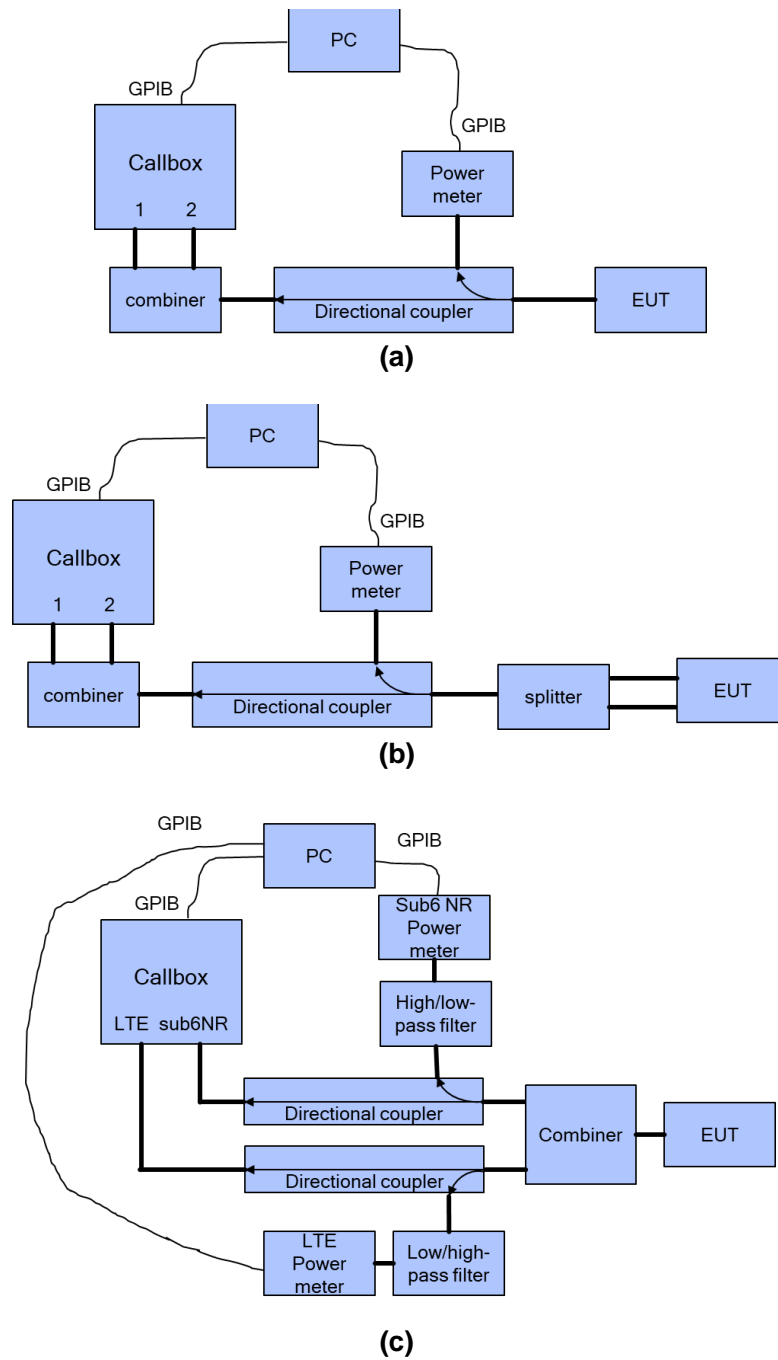 PC
GPIB
GPIB
Callbox
1 2
Power
meter
combiner
Directional coupler
EUT
(a)
PC
GPIB
GPIB
Callbox
1 2
Power
meter
combiner
Directional coupler
splitter
EUT
(b)
GPIB
PC
GPIB
GPIB
Sub6 NR
Power
meter
Callbox
LTE sub6NR
High/low-
pass filter
Directional coupler
Combiner
EUT
Directional coupler
LTE
Power
meter
Low/high-
pass filter
(c)